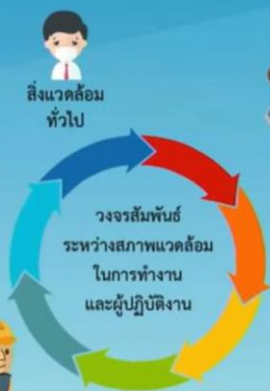 สิ่งแวดล้อม
ทั่วไป
วงจรสัมพันธ์
ระหว่างสภาพแวดล้อม
ในการทำงาน
และผู้ปฏิบัติงาน